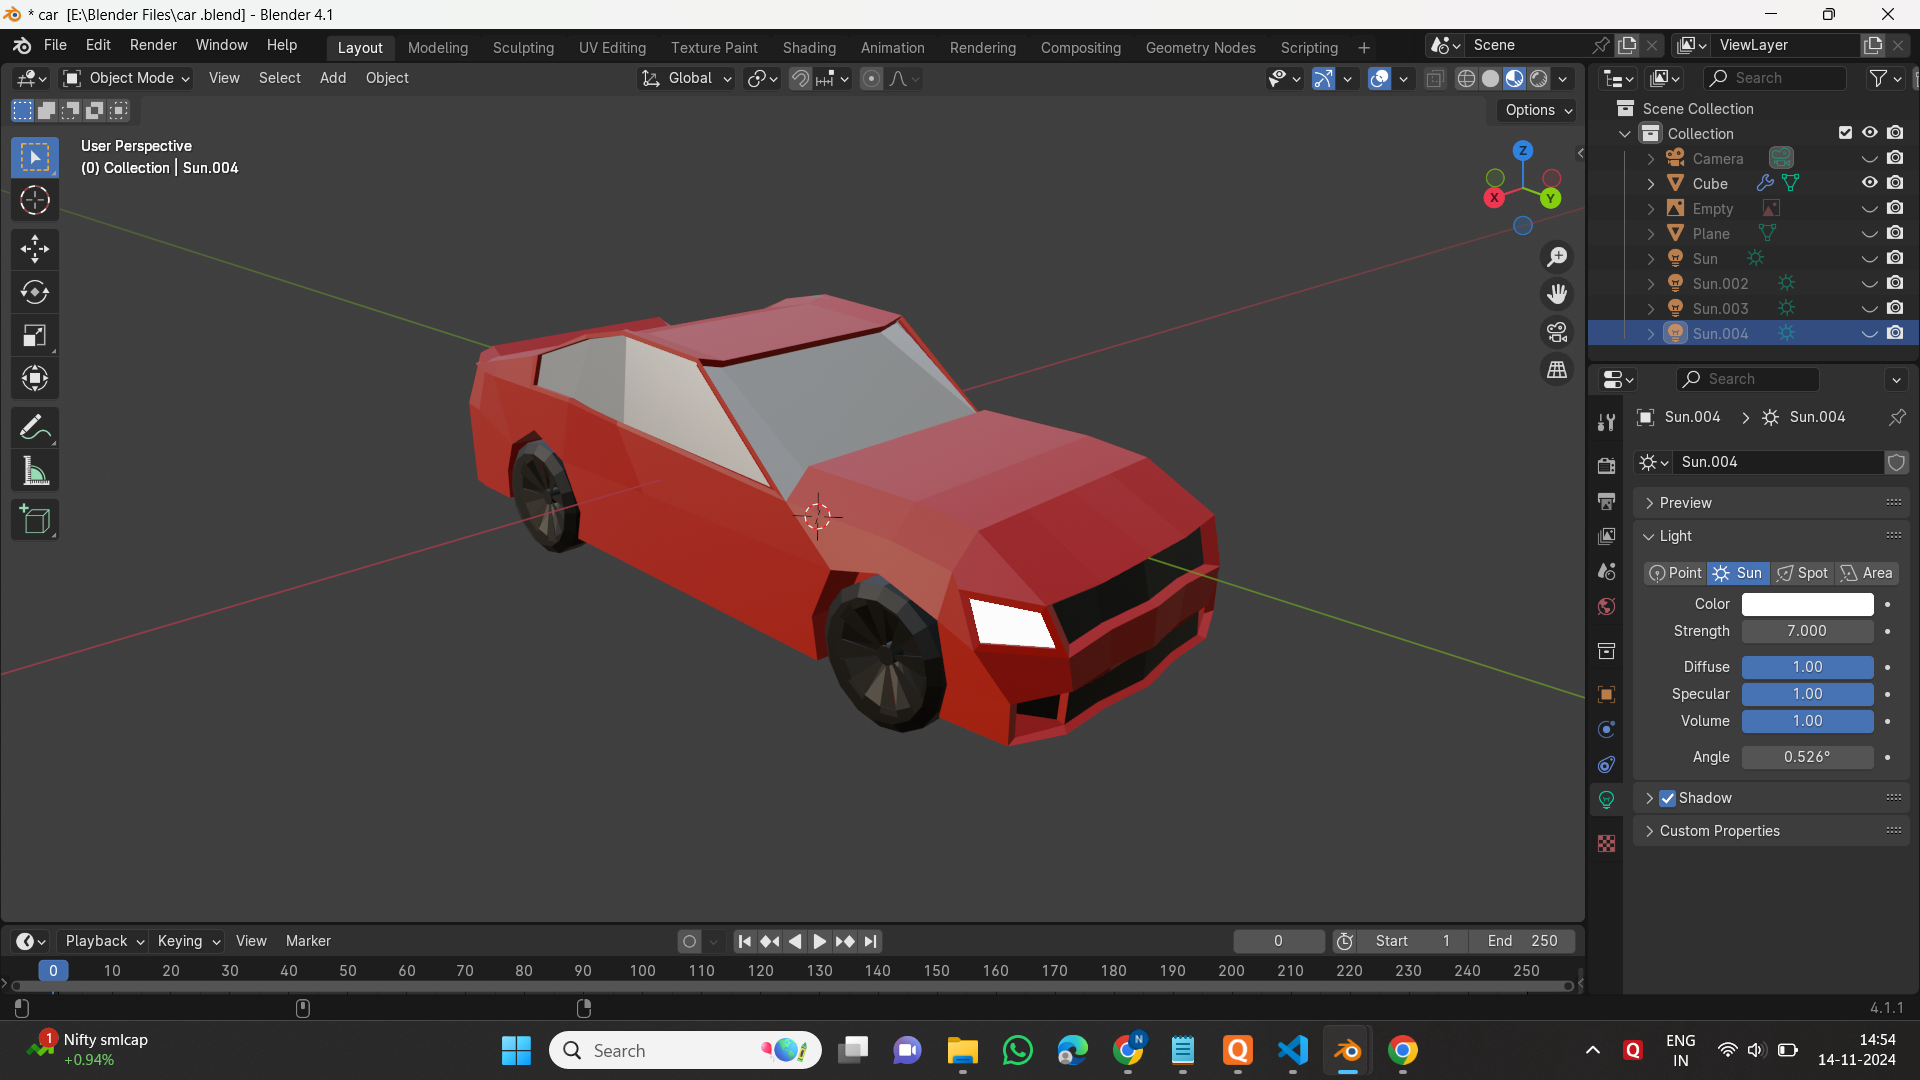 * car  [E:\Blender Files\car .blend] - Blender 4.1
File Edit Render Window Help Layout Modeling Sculpting UV Editing Texture Paint Shading Animation Rendering Compositing Geometry Nodes Scripting + Scene ViewLayer
Object Mode View Select Add Object Global Search
Options
User Perspective
(0) Collection | Sun.004
Z
X
Y
Scene Collection
Collection
Camera
Cube
Empty
Plane
Sun
Sun.002
Sun.003
Sun.004
Search
Sun.004 > Sun.004
Sun.004
Preview
Light
Point Sun Spot Area
Color
Strength 7.000
Diffuse 1.00
Specular 1.00
Volume 1.00
Angle 0.526°
Shadow
Custom Properties
Playback Keying View Marker 0 Start 1 End 250
0 10 20 30 40 50 60 70 80 90 100 110 120 130 140 150 160 170 180 190 200 210 220 230 240 250
4.1.1
1
Nifty smlcap
+0.94%
Search
N
Q
Q
ENG
IN
14:54
14-11-2024